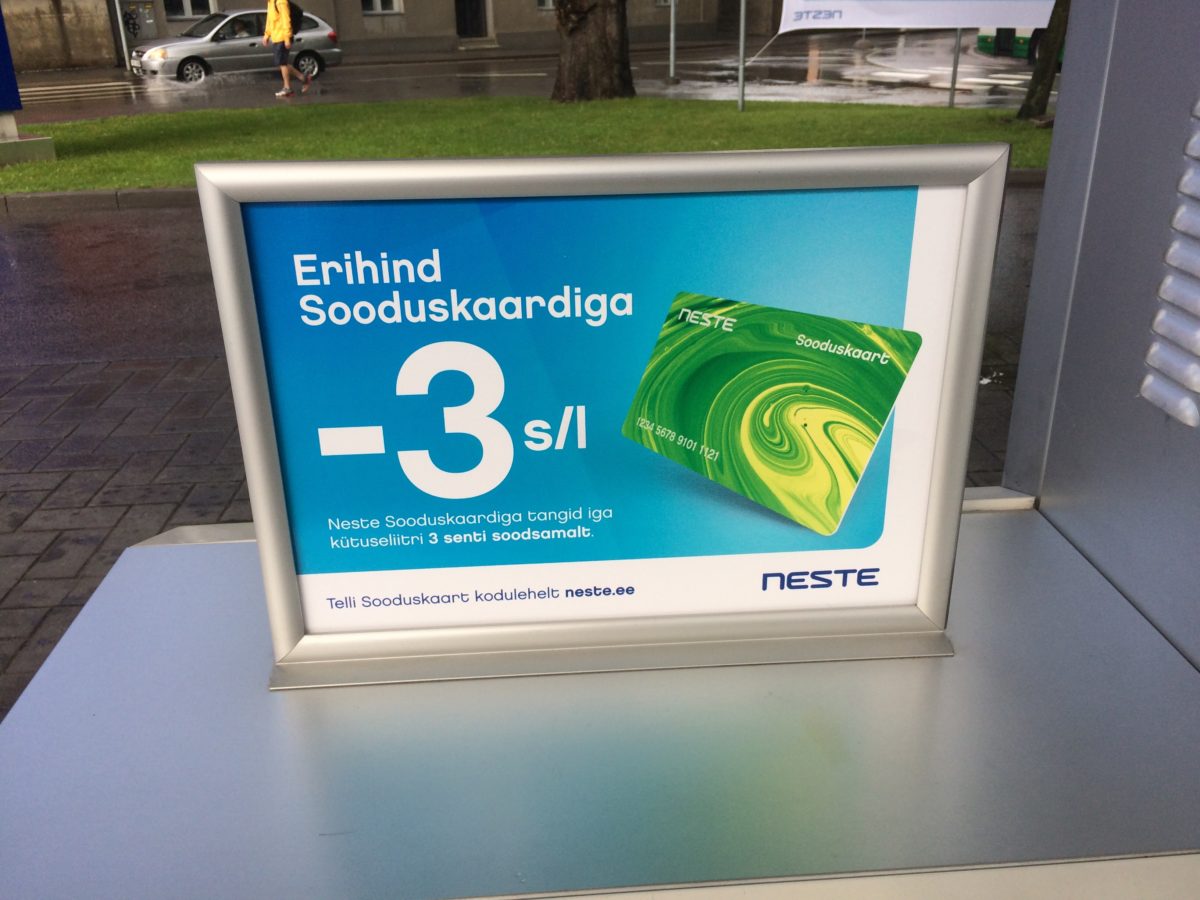 NESTE
Erihind
Sooduskaardiga
-3 s/l
NESTE
Sooduskaart
1234 5678 9101 1121
Neste Sooduskaardiga tangid iga
kütuseliitri 3 senti soodsamalt.
Telli Sooduskaart kodulehelt neste.ee
NESTE